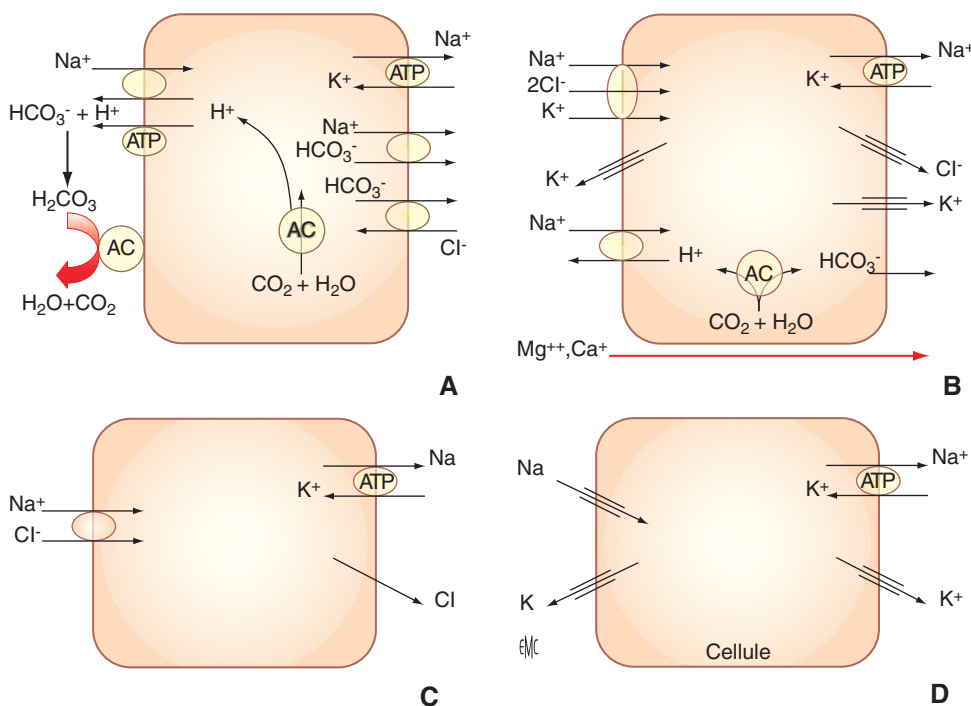 Na⁺
HCO₃⁻ + H⁺
H₂CO₃
AC
H₂O+CO₂
ATP
H⁺
AC
CO₂ + H₂O
Na⁺
ATP
K⁺
Na⁺
HCO₃⁻
HCO₃⁻
Cl⁻
A
Na⁺
2Cl⁻
K⁺
K⁺
Na⁺
H⁺
AC
CO₂ + H₂O
Na⁺
ATP
K⁺
Cl⁻
K⁺
HCO₃⁻
Mg⁺⁺,Ca⁺
B
Na⁺
Cl⁻
Na
ATP
K⁺
Cl
C
Na
K
EMC
Na⁺
ATP
K⁺
K⁺
Cellule
D